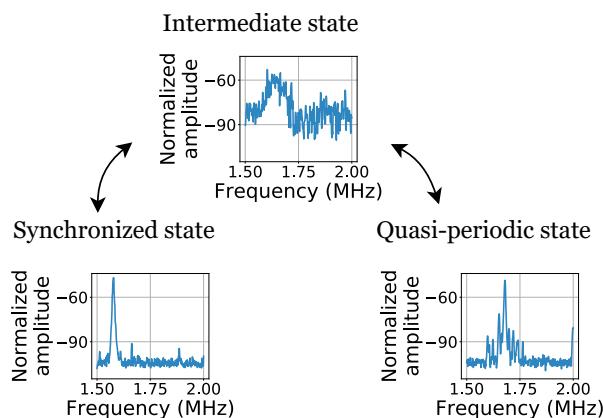 Intermediate state
Normalized
amplitude
−60
−90
1.50 1.75 2.00
Frequency (MHz)
Synchronized state
Normalized
amplitude
−60
−90
1.50 1.75 2.00
Frequency (MHz)
Quasi-periodic state
Normalized
amplitude
−60
−90
1.50 1.75 2.00
Frequency (MHz)